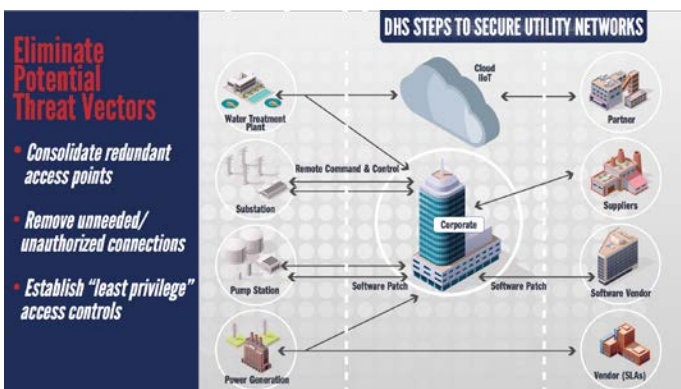 DHS STEPS TO SECURE UTILITY NETWORKS
Eliminate
Potential
Threat Vectors
• Consolidate redundant
access points
• Remove unneeded/
unauthorized connections
• Establish “least privilege”
access controls
Water Treatment
Plant
Cloud
IIoT
Partner
Remote Command & Control
Substation
Corporate
Suppliers
Pump Station
Software Patch
Software Patch
Software Vendor
Power Generation
Vendor (SLAs)